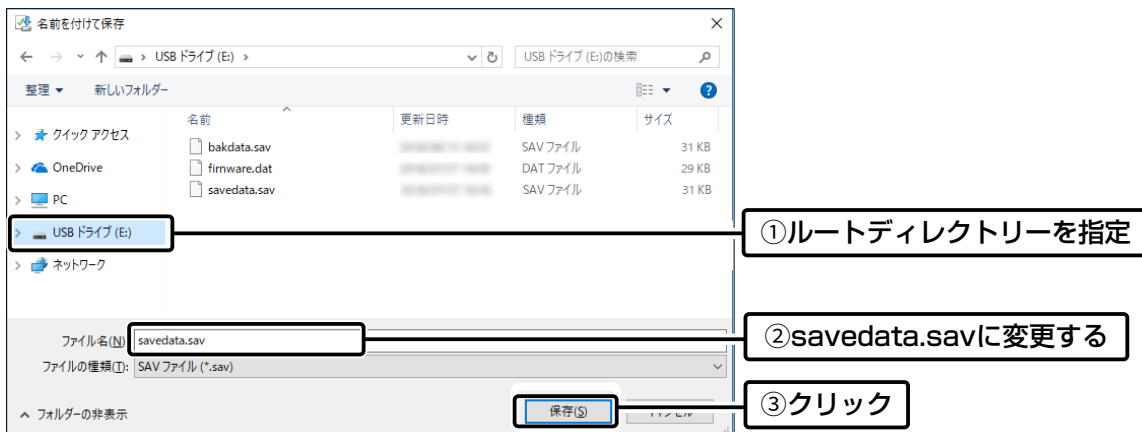 名前を付けて保存
USB ドライブ (E:)
USB ドライブ (E:)の検索
整理 新しいフォルダー
名前 更新日時 種類 サイズ
クイック アクセス
bakdata.sav SAV ファイル 31 KB
OneDrive
firnware.dat DAT ファイル 29 KB
savedata.sav SAV ファイル 31 KB
PC
USB ドライブ (E:)
①ルートディレクトリーを指定
ネットワーク
ファイル名(N) savedata.sav
②savedata.savに変更する
ファイルの種類(T): SAV ファイル (*.sav)
フォルダーの非表示
保存(S)
③クリック